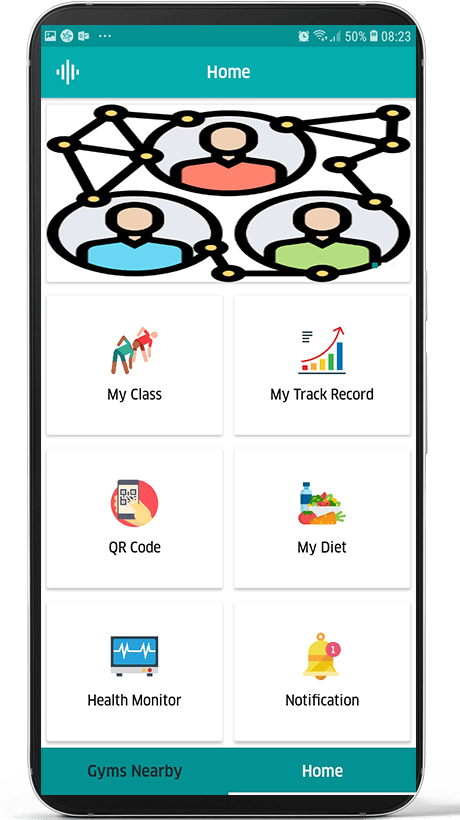 50% 08:23
Home
My Class
My Track Record
QR Code
My Diet
1
Health Monitor
Notification
Gyms Nearby
Home